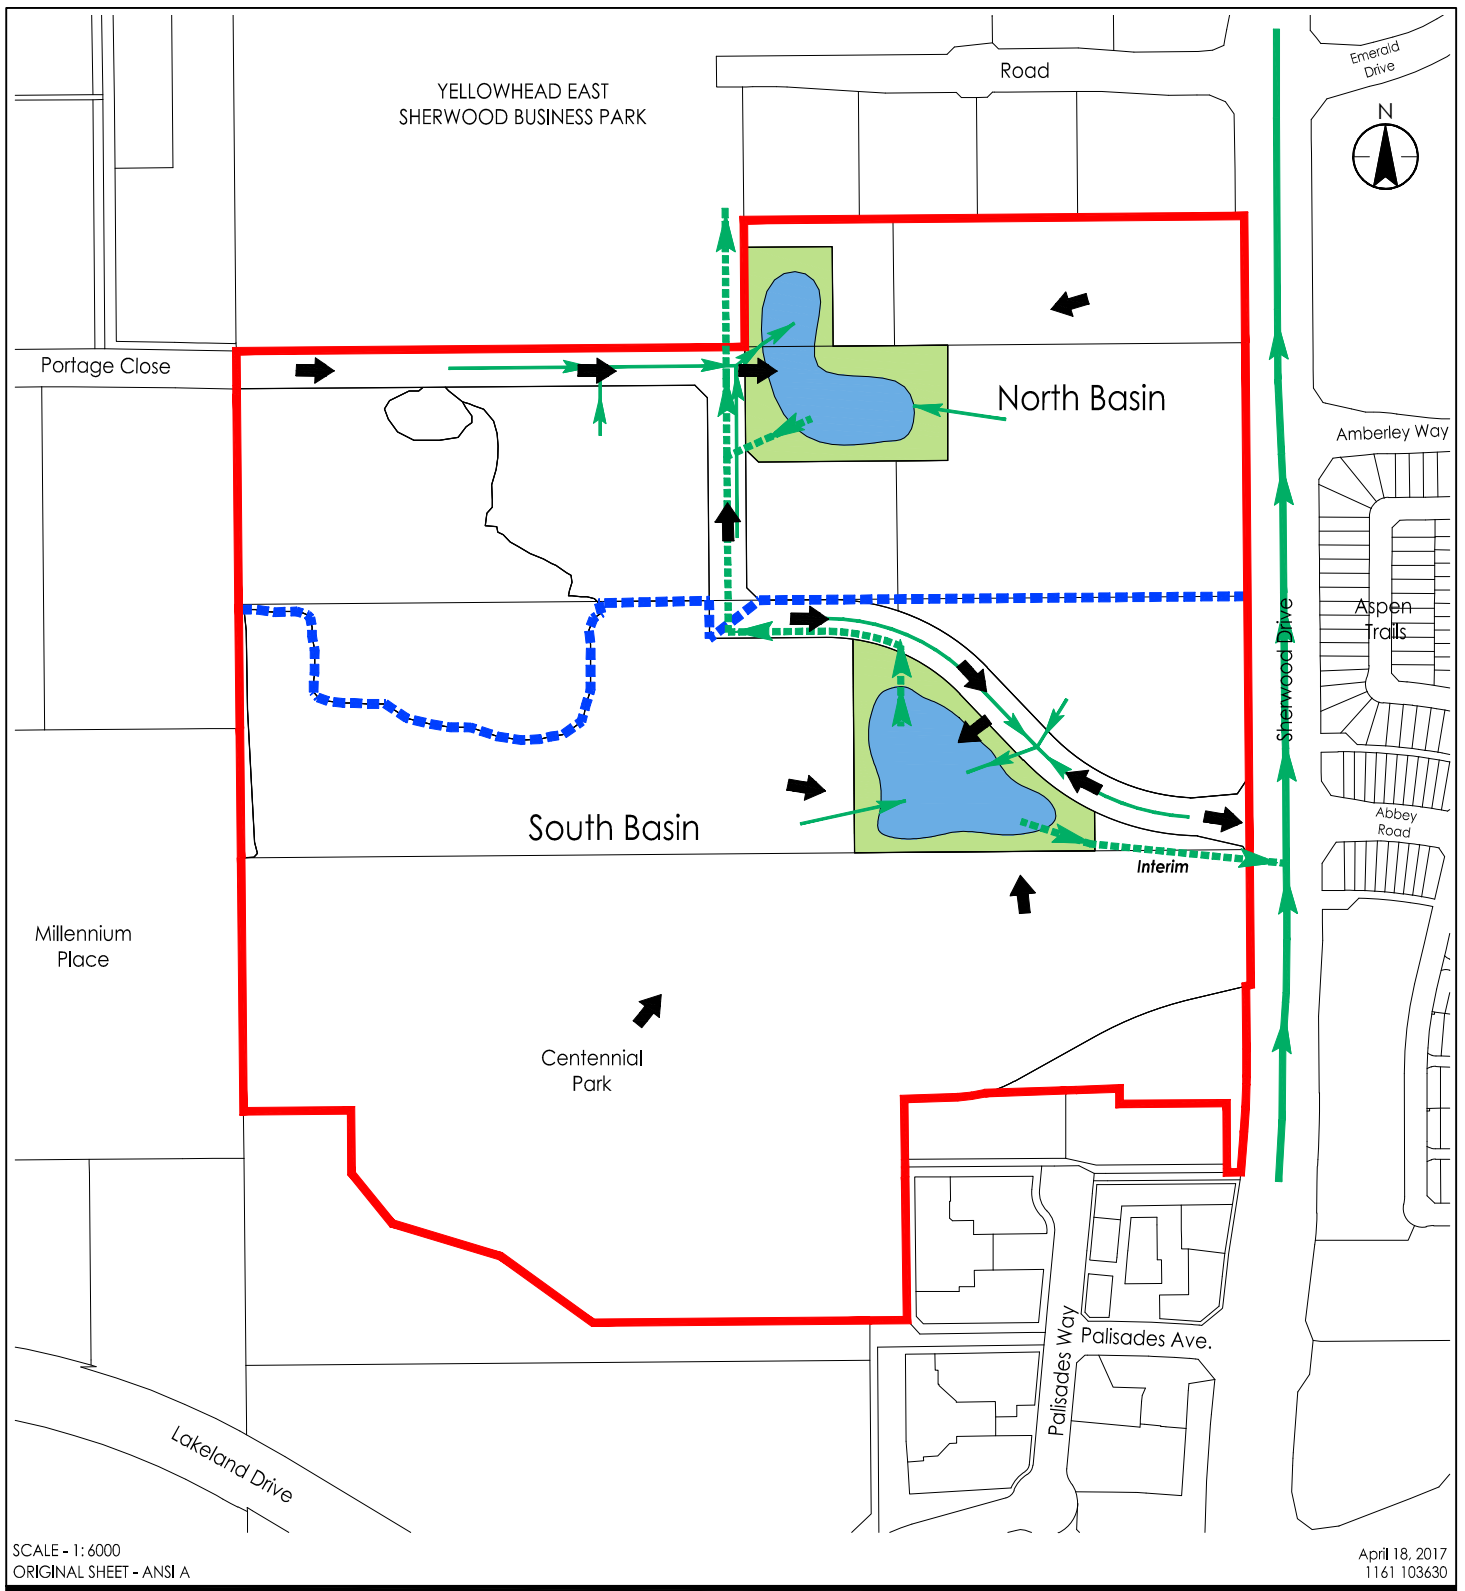 Emerald
Drive
Road
YELLOWHEAD EAST
SHERWOOD BUSINESS PARK
N
Portage Close
North Basin
Amberley Way
Aspen
Trails
Sherwood Drive
South Basin
Abbey
Road
Interim
Millennium
Place
Centennial
Park
Palisades Way
Palisades Ave.
Lakeland Drive
SCALE - 1:6000
ORIGINAL SHEET - ANSI A
April 18, 2017
1161 103630